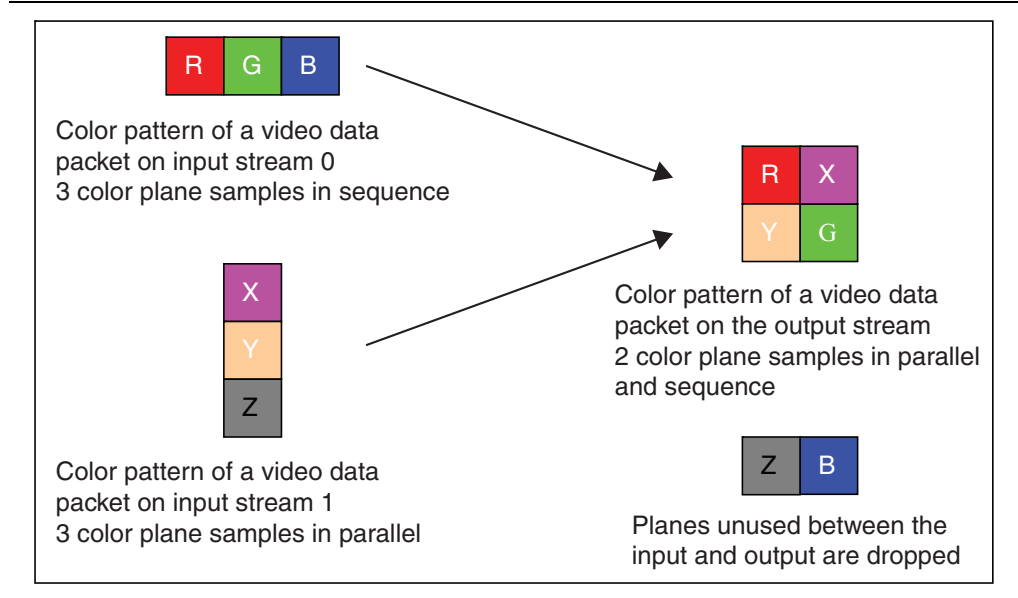 R G B
Color pattern of a video data
packet on input stream 0
3 color plane samples in sequence
X
Y
Z
Color pattern of a video data
packet on input stream 1
3 color plane samples in parallel
R X
Y G
Color pattern of a video data
packet on the output stream
2 color plane samples in parallel
and sequence
Z B
Planes unused between the
input and output are dropped